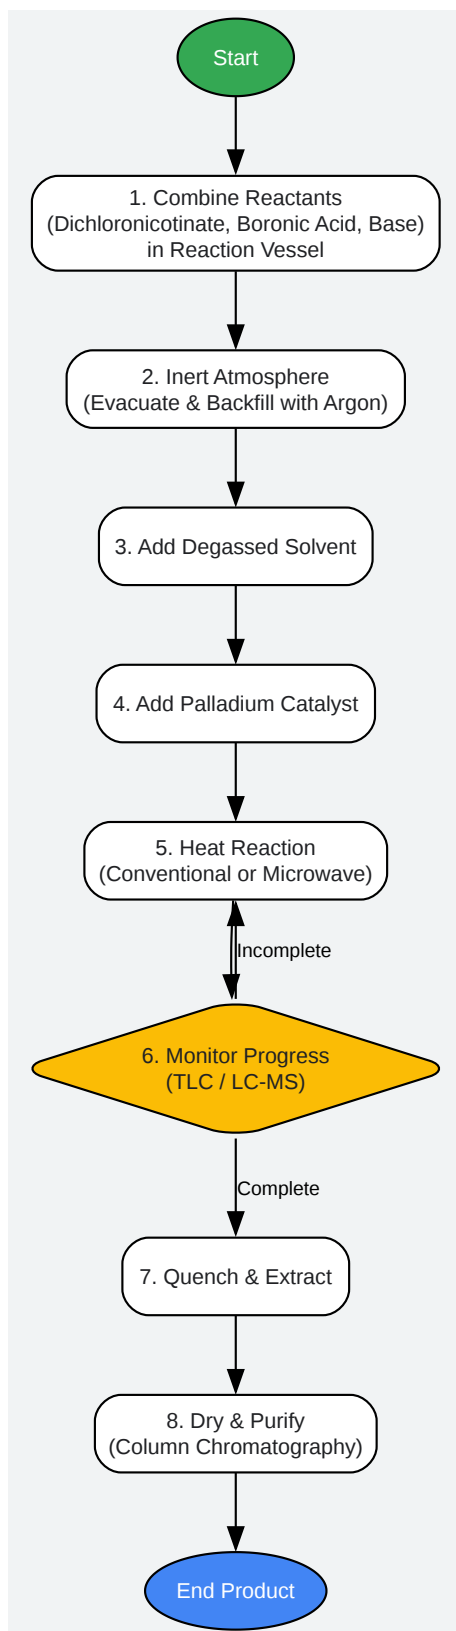 Start
1. Combine Reactants
(Dichloronicotinate, Boronic Acid, Base)
in Reaction Vessel
2. Inert Atmosphere
(Evacuate & Backfill with Argon)
3. Add Degassed Solvent
4. Add Palladium Catalyst
5. Heat Reaction
(Conventional or Microwave)
Incomplete
6. Monitor Progress
(TLC / LC-MS)
Complete
7. Quench & Extract
8. Dry & Purify
(Column Chromatography)
End Product